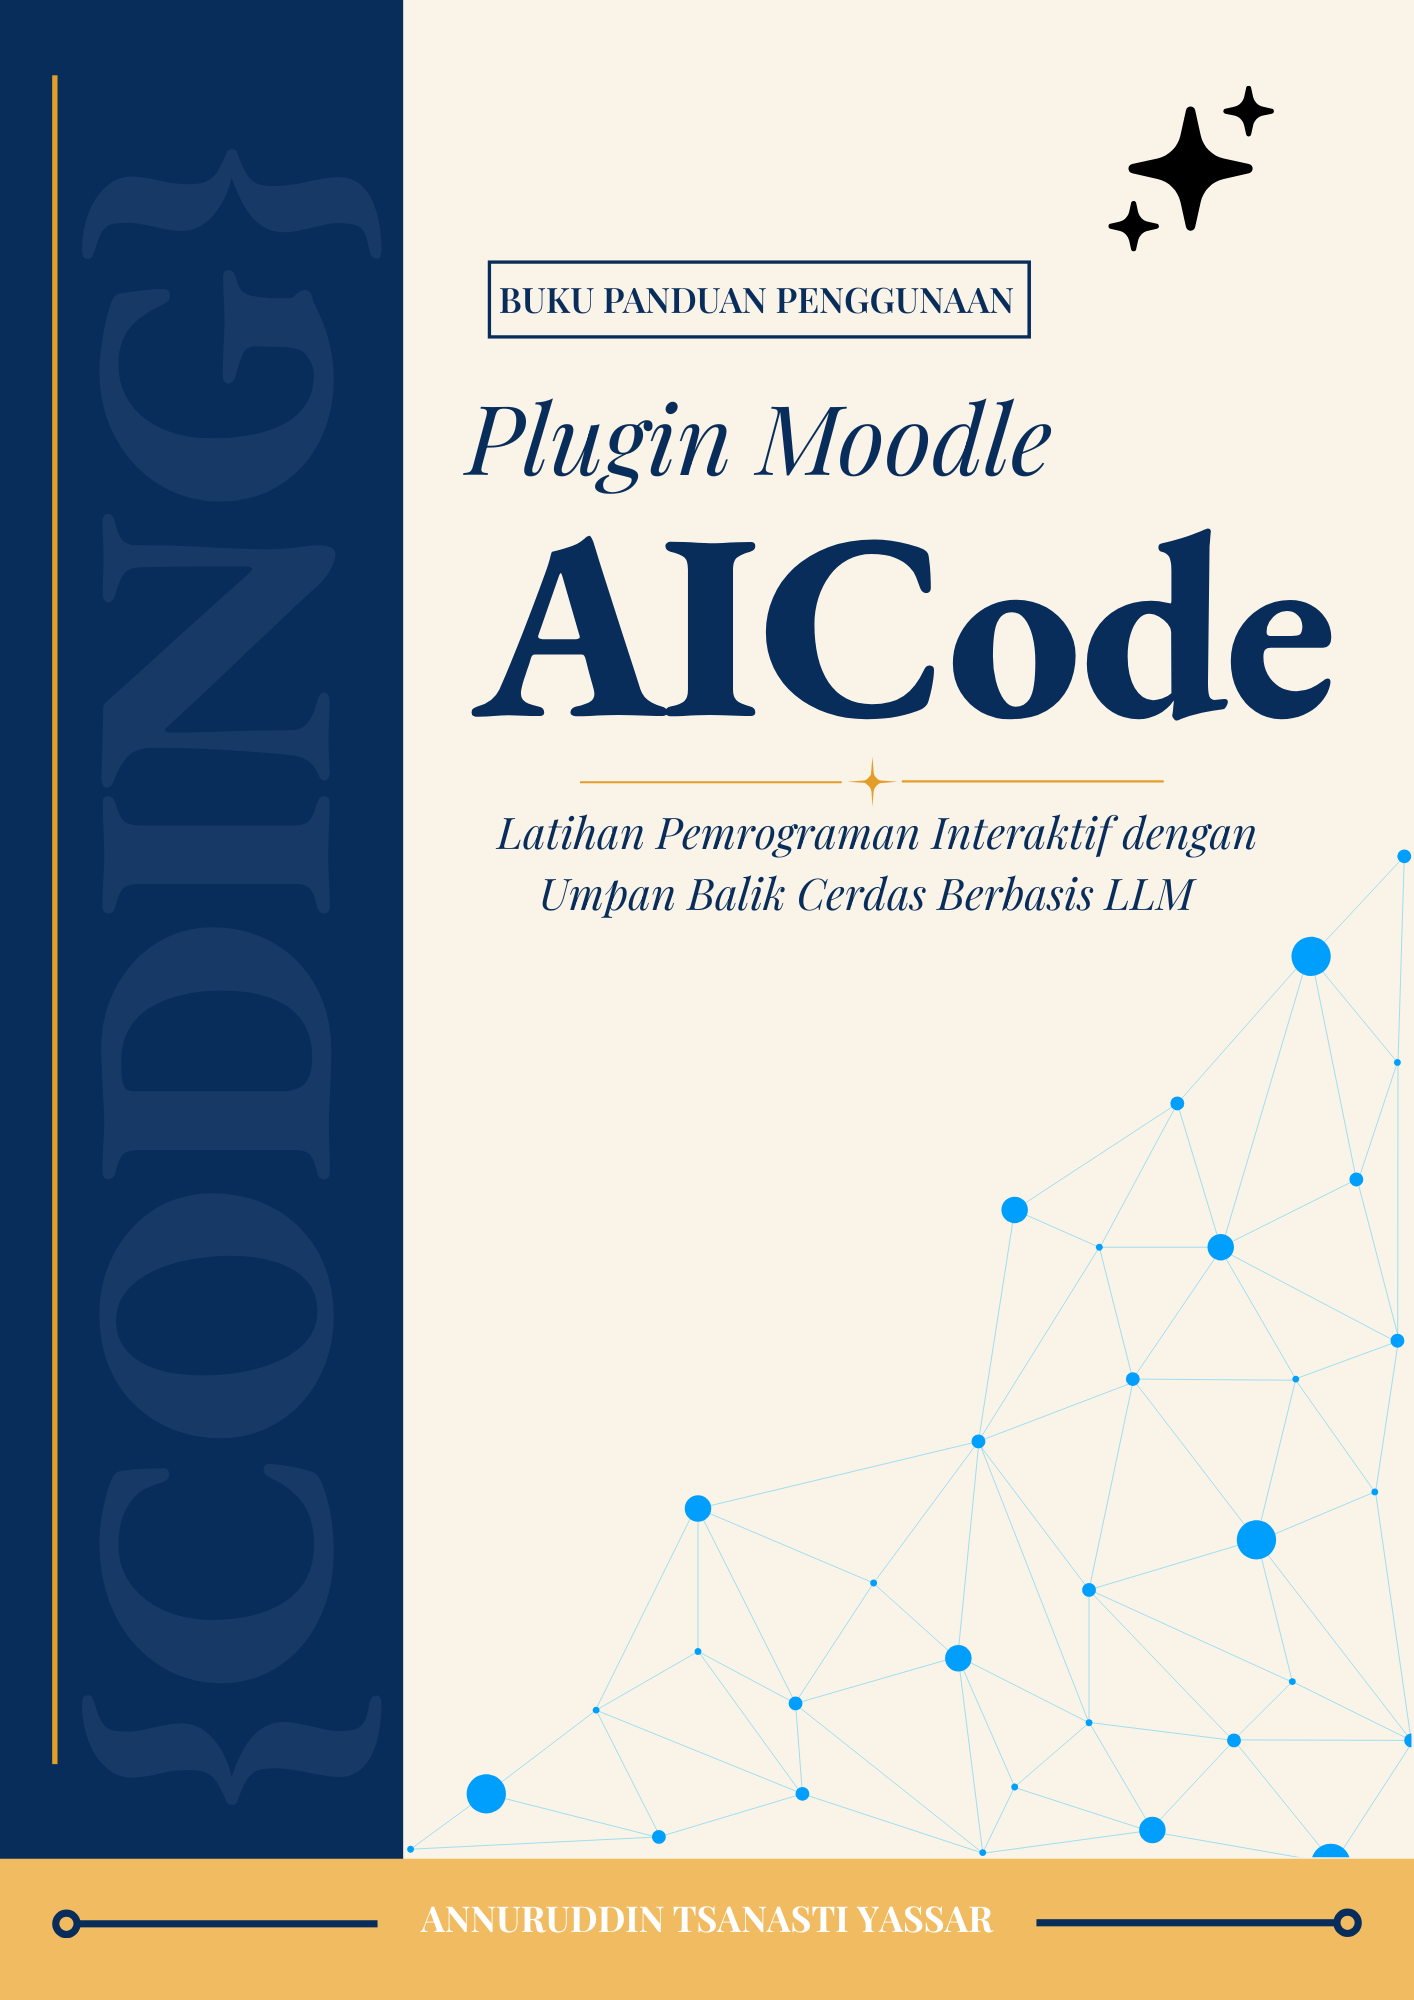 {CODING}
BUKU PANDUAN PENGGUNAAN
Plugin Moodle
AICode
Latihan Pemrograman Interaktif dengan
Umpan Balik Cerdas Berbasis LLM
ANNURUDDIN TSANASTI YASSAR